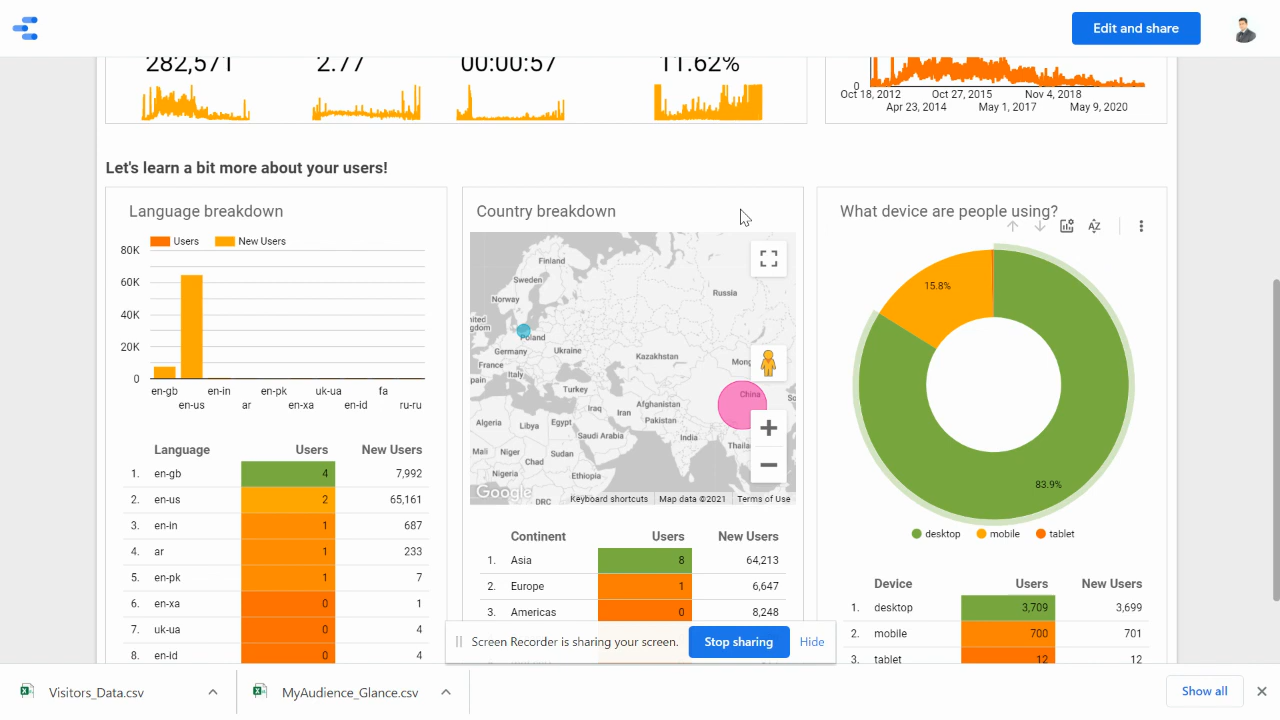 Edit and share
282,571
2.77
00:00:57
11.62%
0
Oct 18, 2012
Oct 27, 2015
Nov 4, 2018
Apr 23, 2014
May 1, 2017
May 9, 2020
Let's learn a bit more about your users!
Language breakdown
Users
New Users
80K
60K
40K
20K
0
en-gb
en-in
en-pk
uk-ua
fa
en-us
ar
en-xa
en-id
ru-ru
Language Users New Users
1. en-gb 4 7,992
2. en-us 2 65,161
3. en-in 1 687
4. ar 1 233
5. en-pk 1 7
6. en-xa 0 1
7. uk-ua 0 4
8. en-id 0 4
Country breakdown
Finland
Sweden
Norway
Russia
nited
gdom
Poland
Germany
Ukraine
France
Kazakhstan
Mong
Italy
pain
Turkey
China
So
Afghanistan
Iraq
Iran
Algeria
Libya
Egypt
Pakistan
Saudi Arabia
India
Thaila
Mali
Niger
Chad
Sudan
Nigeria
Ethiopia
DRC
Google
Keyboard shortcuts
Map data ©2021
Terms of Use
Continent Users New Users
1. Asia 8 64,213
2. Europe 1 6,647
3. Americas 0 8,248
What device are people using?
AZ
15.8%
83.9%
desktop
mobile
tablet
Device Users New Users
1. desktop 3,709 3,699
2. mobile 700 701
3. tablet 12 12
Screen Recorder is sharing your screen.
Stop sharing
Hide
Visitors_Data.csv
MyAudience_Glance.csv
Show all